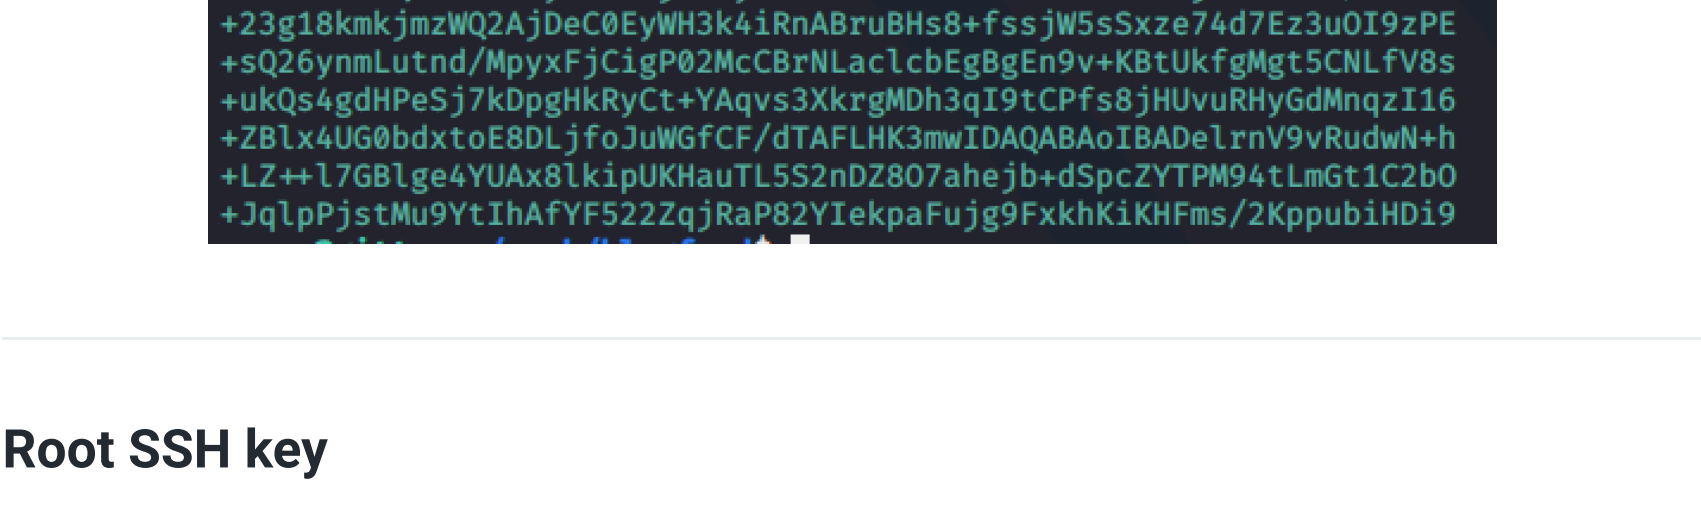 +23g18kmkjmzWQ2AjDeC0EyWH3k4iRnABruBHs8+fssjW5sSxze74d7Ez3uOI9zPE
+sQ26ynmLutnd/MpyxFjCigP02McCBrNLaclcbEgBgEn9v+KBtUkfgMgt5CNLfV8s
+ukQs4gdHPeSj7kDpgHkRyCt+YAqvs3XkrgMDh3qI9tCPfs8jHUvuRHyGdMnqzI16
+ZBlx4UG0bdxtoE8DLjfoJuWGfCF/dTAFLHK3mwIDAQABAoIBADelrnV9vRudwN+h
+LZ++l7GBlge4YUAx8lkipUKHauTL5S2nDZ8O7ahejb+dSpcZYTPM94tLmGt1C2bO
+JqlpPjstMu9YtIhAfYF522ZqjRaP82YIekpaFujg9FxkhKiKHFms/2KppubiHDi9
Root SSH key